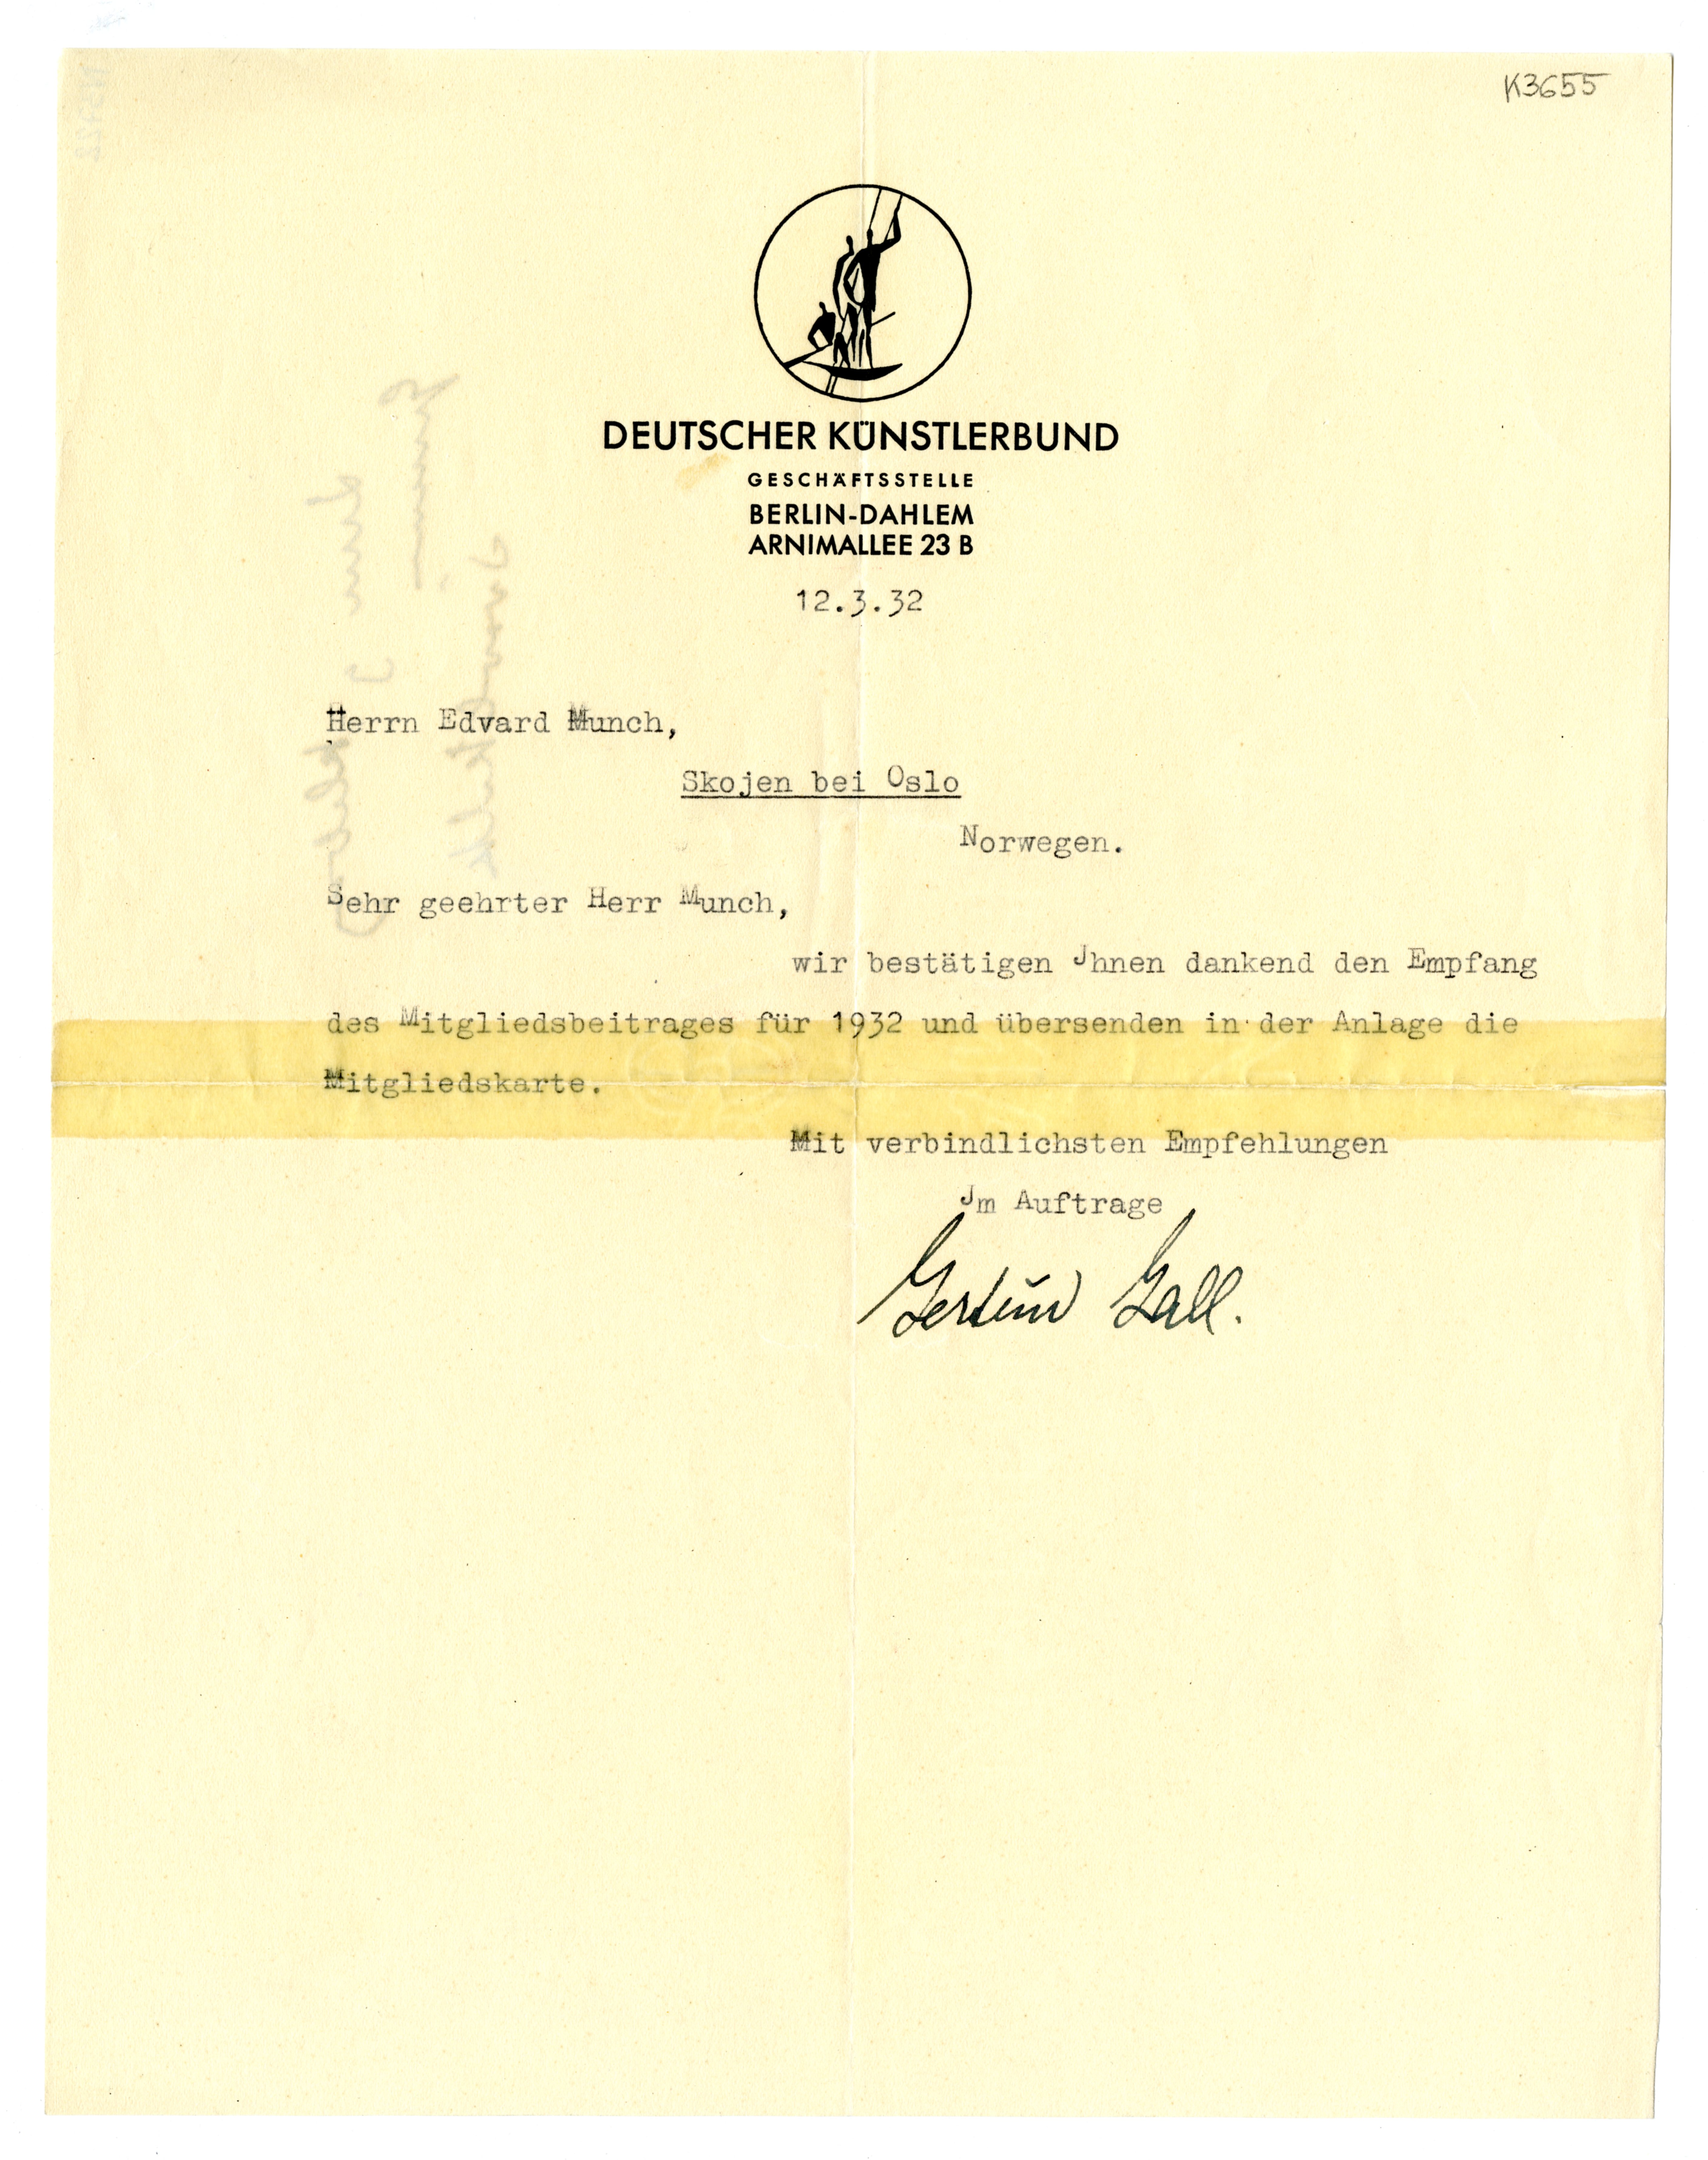 K3655
DEUTSCHER KÜNSTLERBUND
GESCHÄFTSSTELLE
BERLIN-DAHLEM
ARNIMALLEE 23 B
12.3.32
Herrn Edvard Munch,
Skojen bei Oslo
Norwegen.
Sehr geehrter Herr Munch,
wir bestätigen Jhnen dankend den Empfang
des Mitgliedsbeitrages für 1932 und übersenden in der Anlage die
Mitgliedskarte.
Mit verbindlichsten Empfehlungen
Jm Auftrage
Gall.